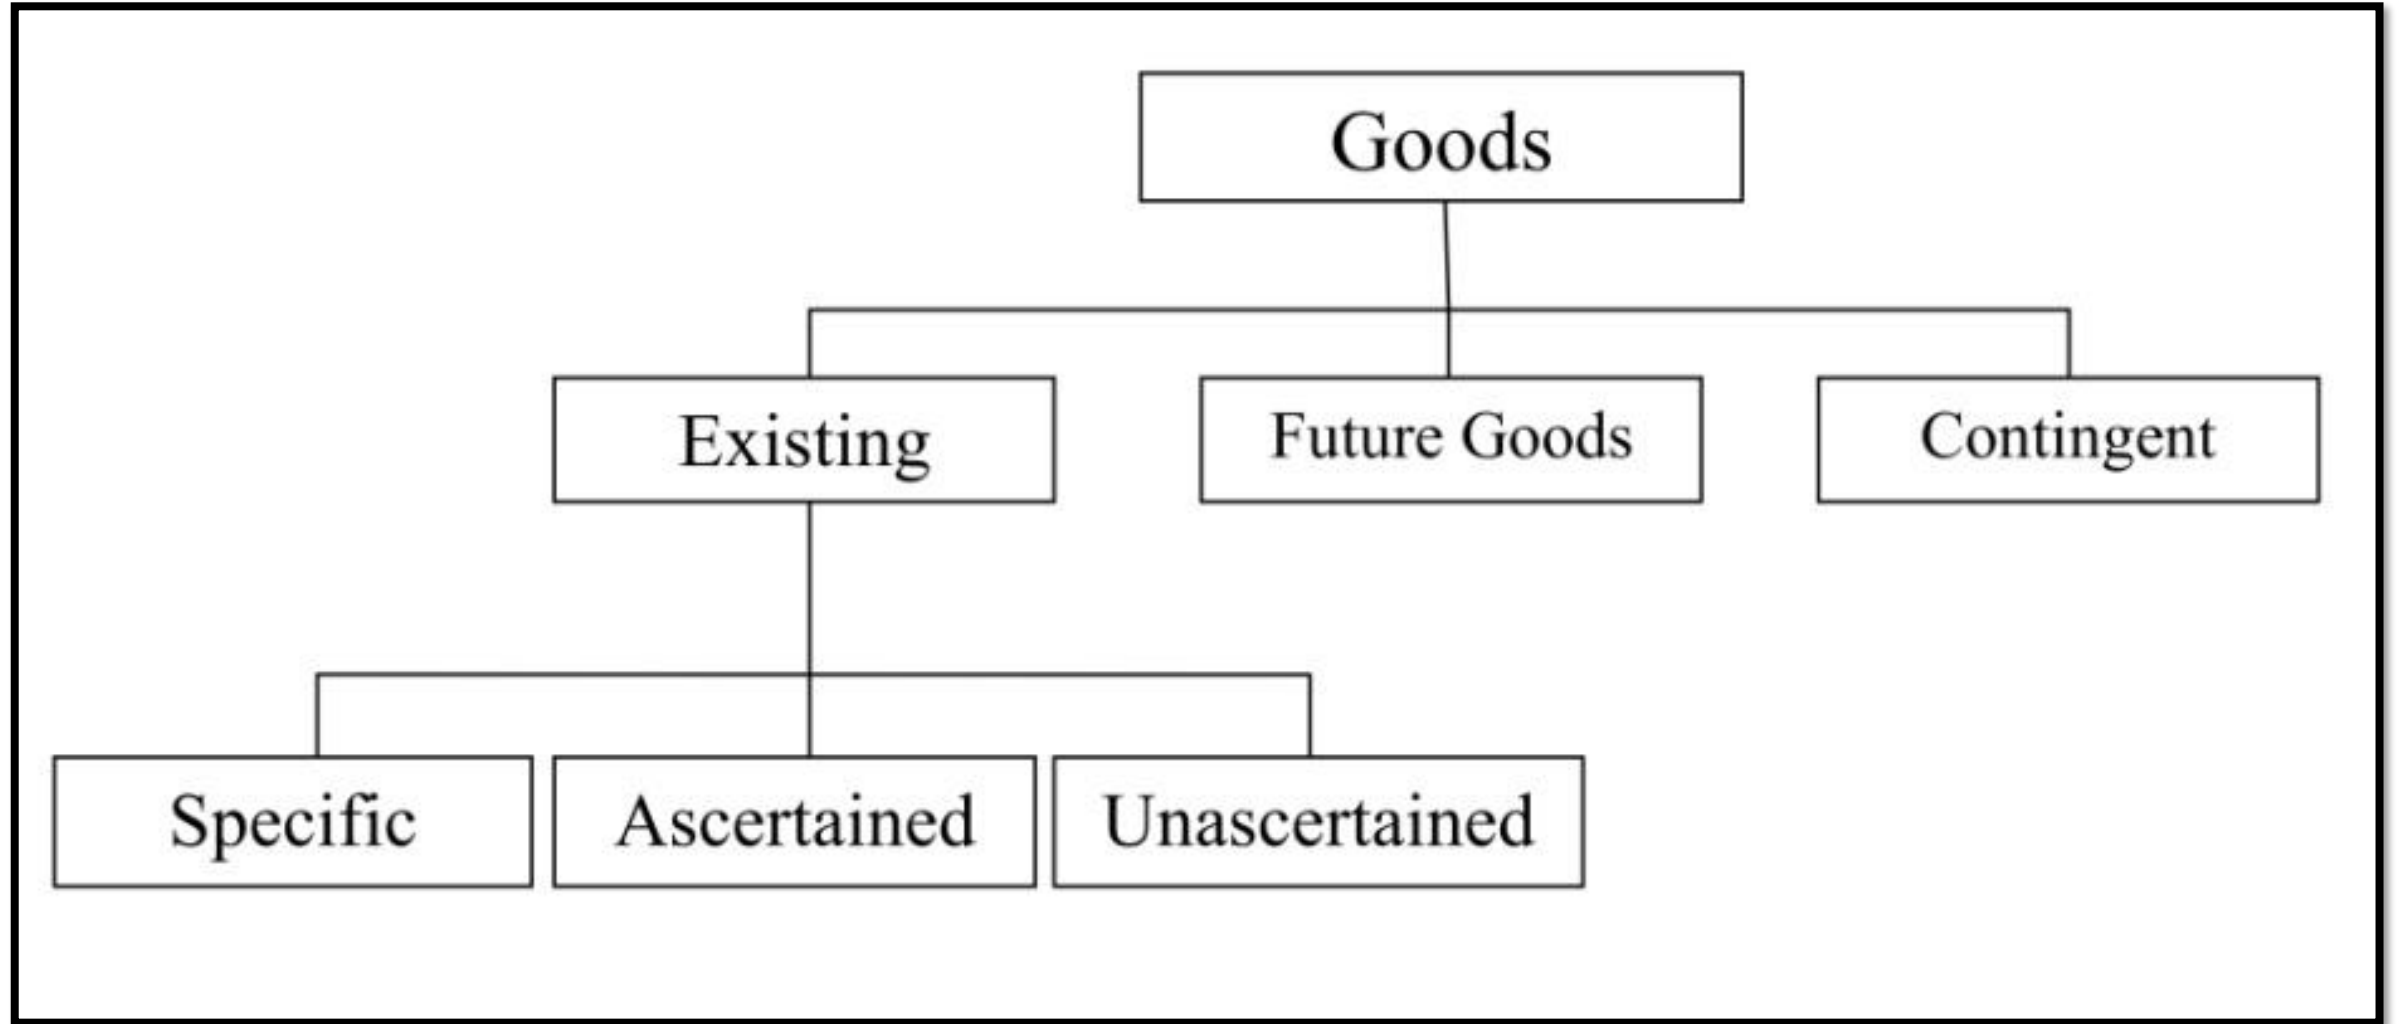 Goods
Existing
Future Goods
Contingent
Specific
Ascertained
Unascertained